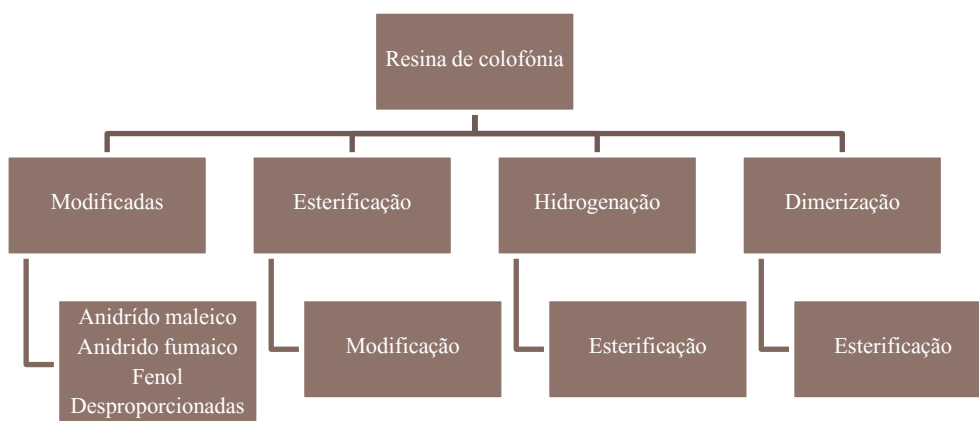 Resina de colofónia
Modificadas
Esterificação
Hidrogenação
Dimerização
Anidrído maleico
Anidrido fumaico
Fenol
Desproporcionadas
Modificação
Esterificação
Esterificação